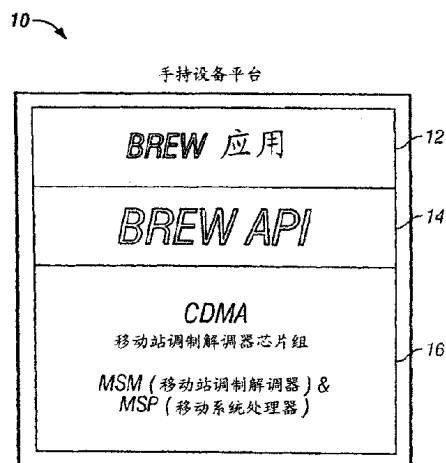 10
手持设备平台
BREW 应用
12
BREW API
14
CDMA
移动站调制解调器芯片组
16
MSM (移动站调制解调器) &
MSP (移动系统处理器)